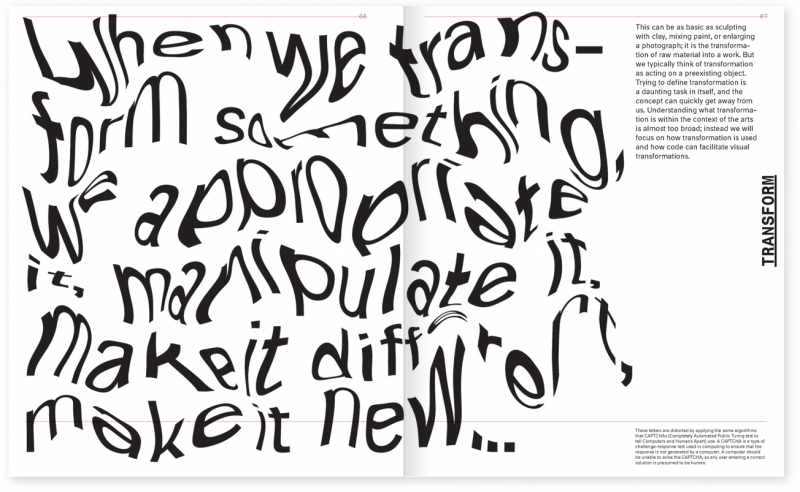 66
When we trans-
form something,
we appropriate
it, manipulate it,
make it different,
make it new...
67
This can be as basic as sculpting
with clay, mixing paint, or enlarging
a photograph; it is the transforma-
tion of raw material into a work. But
we typically think of transformation
as acting on a preexisting object.
Trying to define transformation is
a daunting task in itself, and the
concept can quickly get away from
us. Understanding what transforma-
tion is within the context of the arts
is almost too broad; instead we will
focus on how transformation is used
and how code can facilitate visual
transformations.
TRANSFORM
These letters are distorted by applying the same algorithms
that CAPTCHAs (Completely Automated Public Turing test to
tell Computers and Humans Apart) use. A CAPTCHA is a type of
challenge-response test used in computing to ensure that the
response is not generated by a computer. A computer should
be unable to solve the CAPTCHA, so any user entering a correct
solution is presumed to be human.